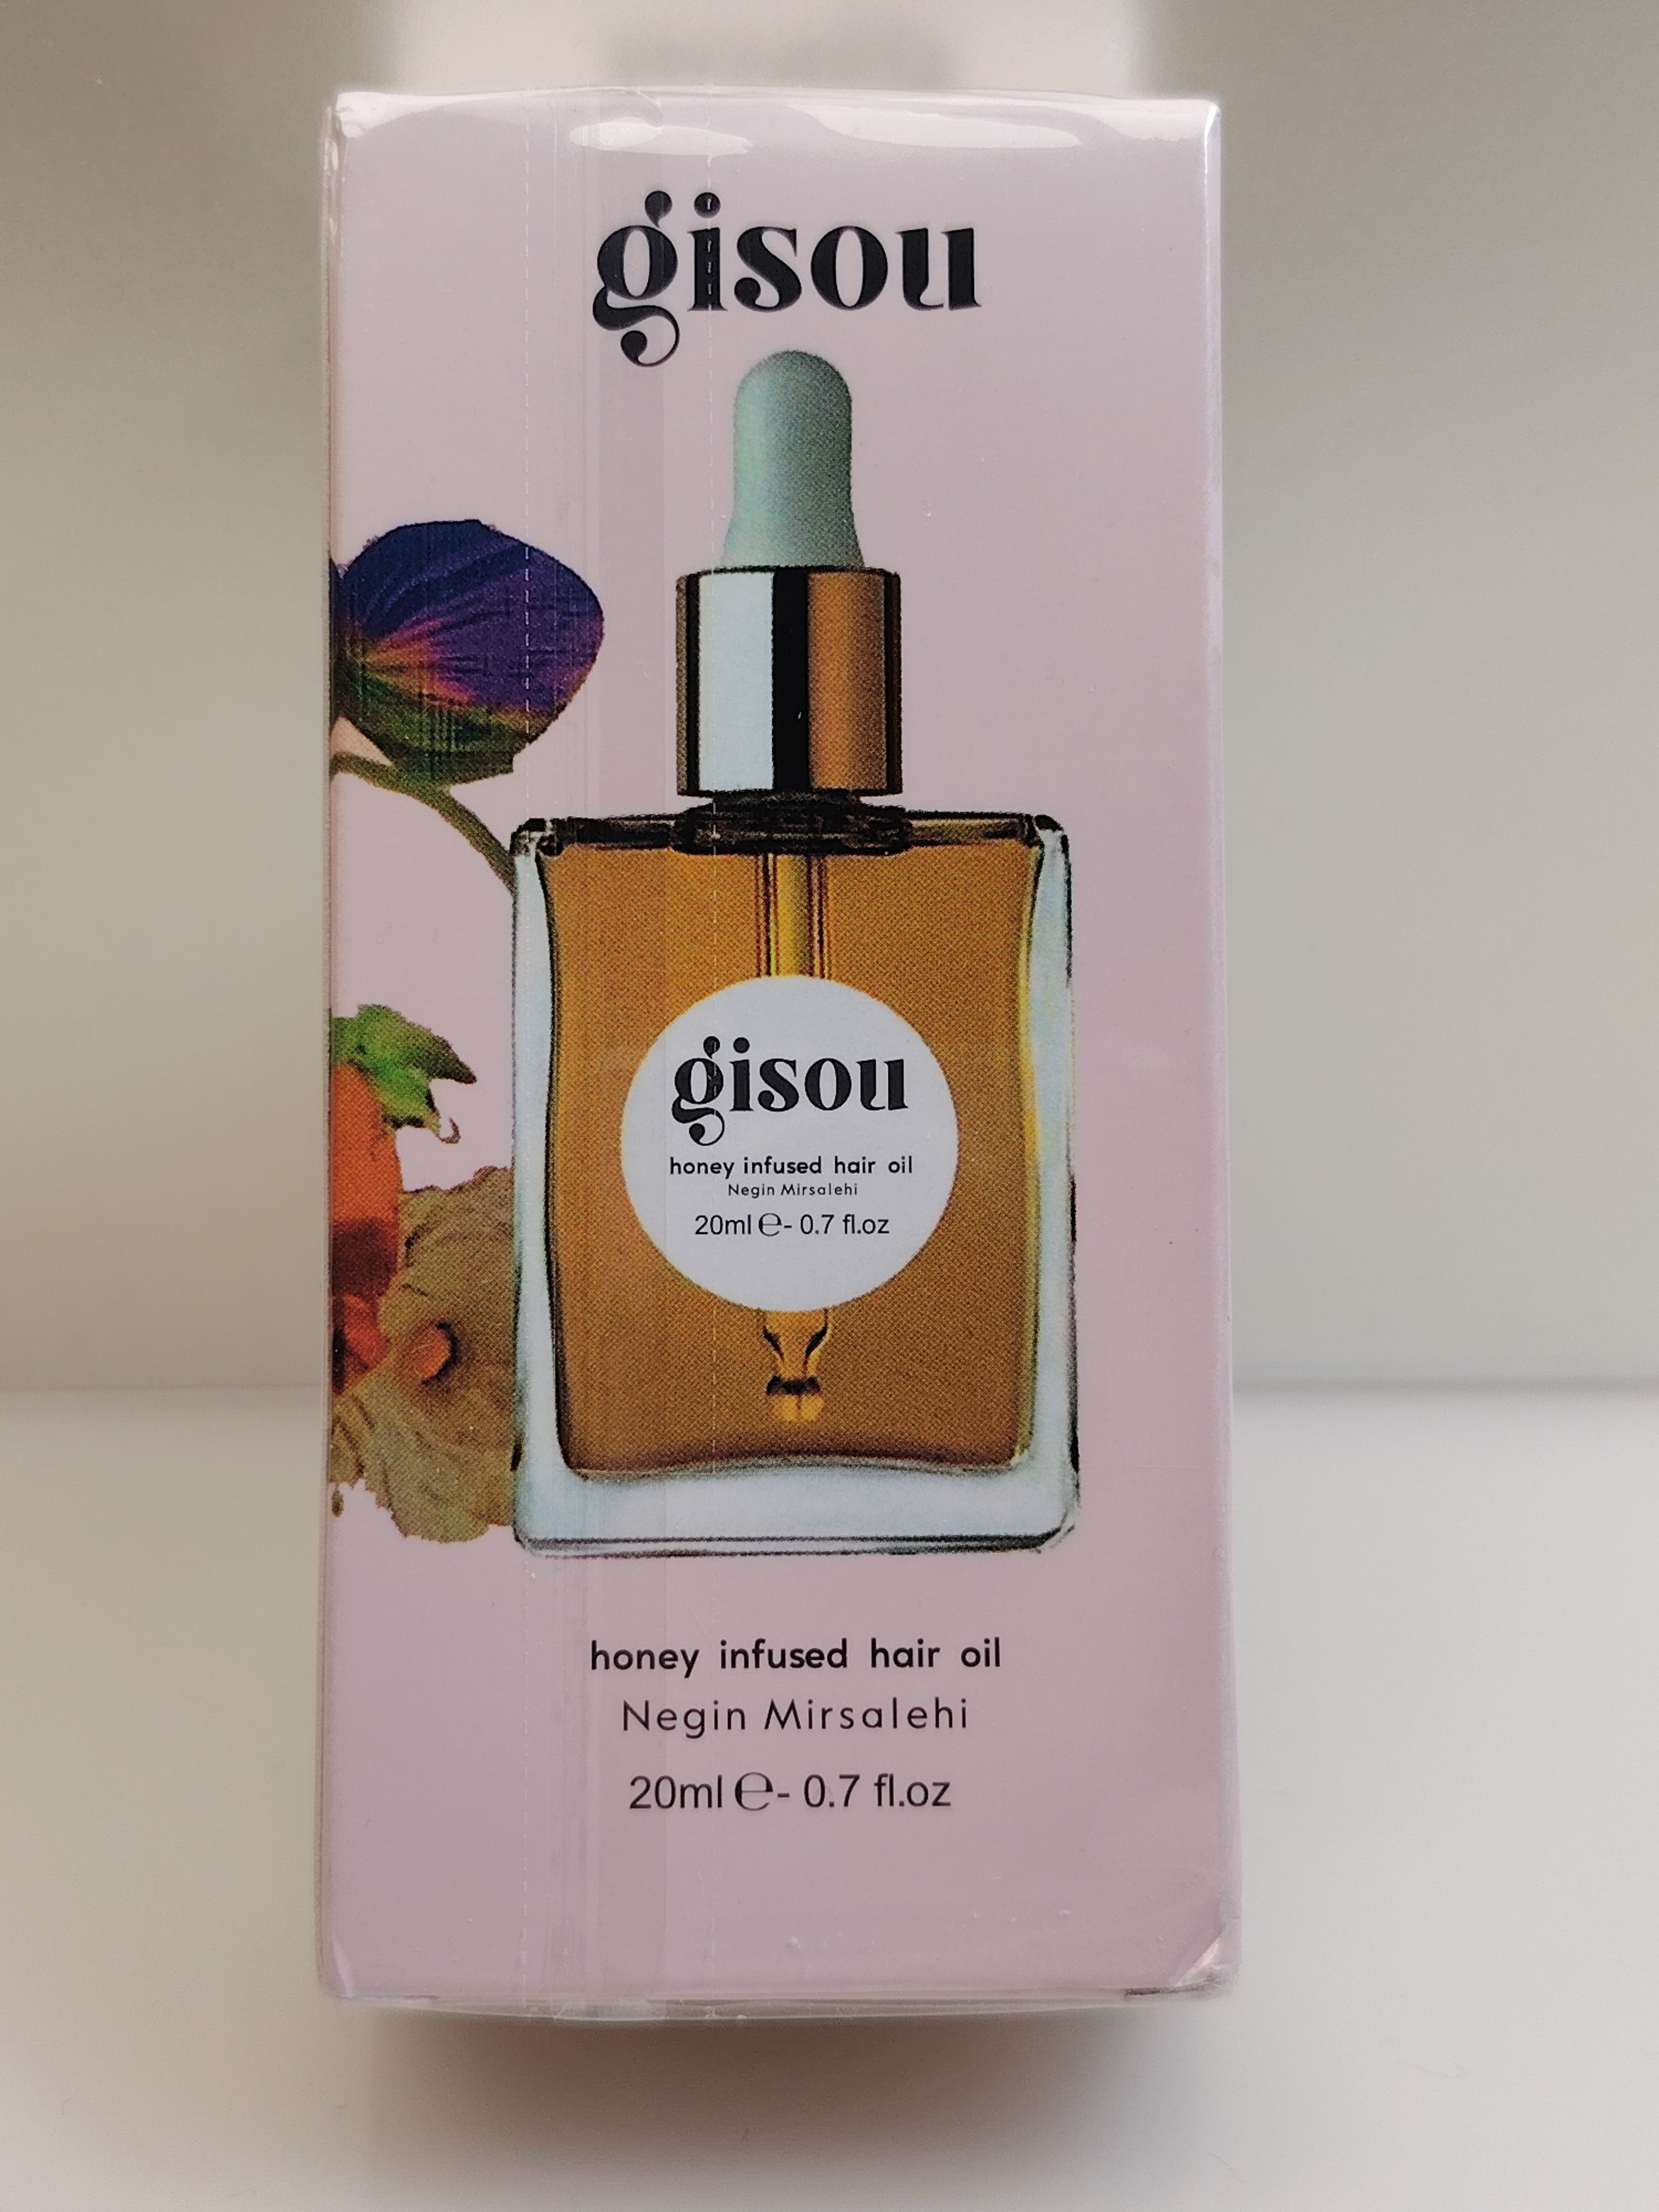 gisou
gisou
honey infused hair oil
Negin Mirsalehi
20ml ℮- 0.7 fl.oz
honey infused hair oil
Negin Mirsalehi
20ml ℮- 0.7 fl.oz